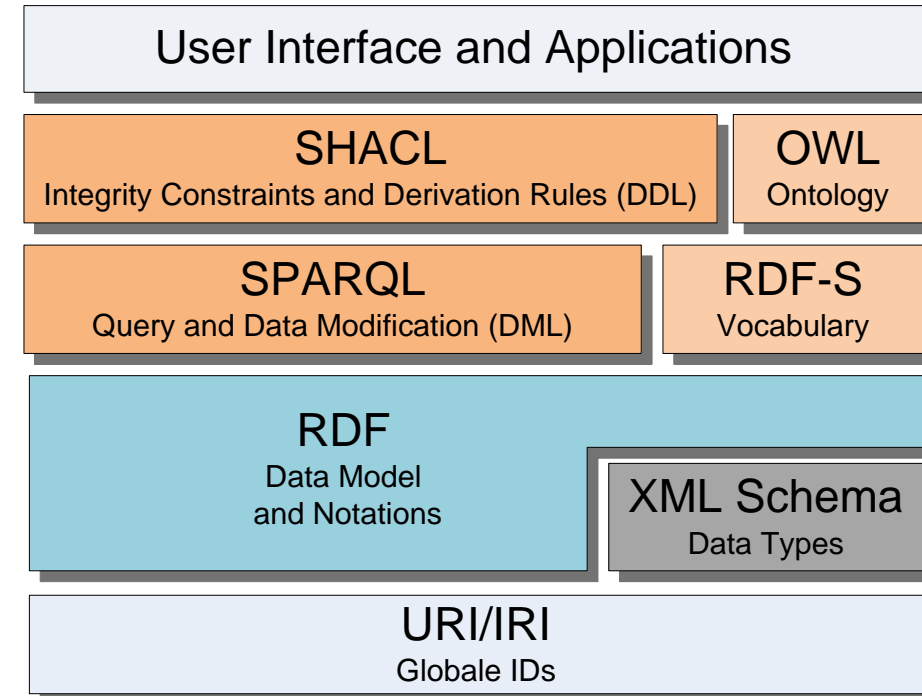 User Interface and Applications
SHACL
Integrity Constraints and Derivation Rules (DDL)
OWL
Ontology
SPARQL
Query and Data Modification (DML)
RDF-S
Vocabulary
RDF
Data Model
and Notations
XML Schema
Data Types
URI/IRI
Globale IDs